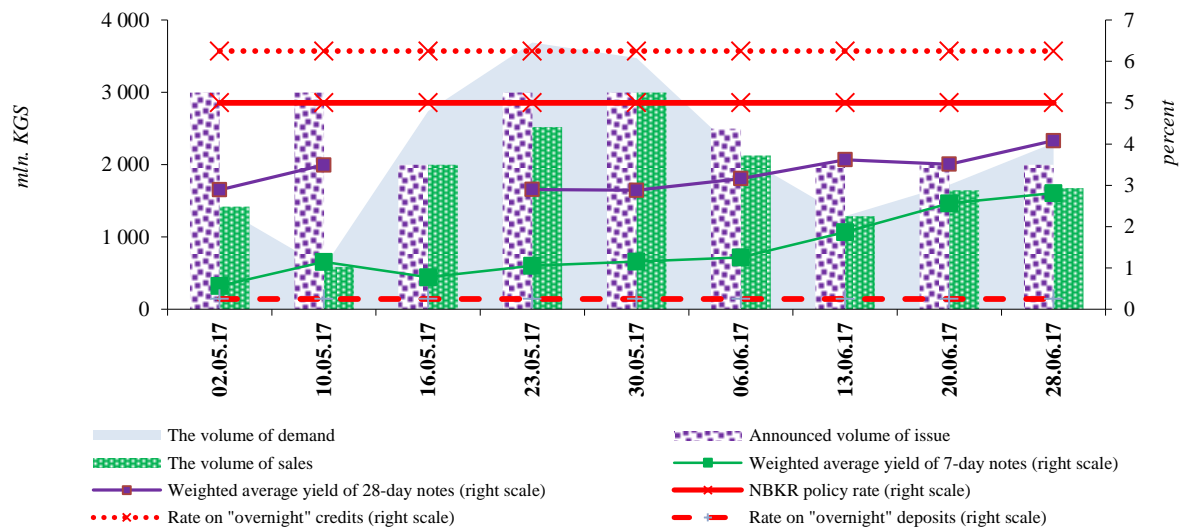 4 000
3 000
2 000
1 000
0
mln. KGS
7
6
5
4
3
2
1
0
percent
02.05.17
10.05.17
16.05.17
23.05.17
30.05.17
06.06.17
13.06.17
20.06.17
28.06.17
The volume of demand
Announced volume of issue
The volume of sales
Weighted average yield of 7-day notes (right scale)
Weighted average yield of 28-day notes (right scale)
NBKR policy rate (right scale)
Rate on "overnight" credits (right scale)
Rate on "overnight" deposits (right scale)